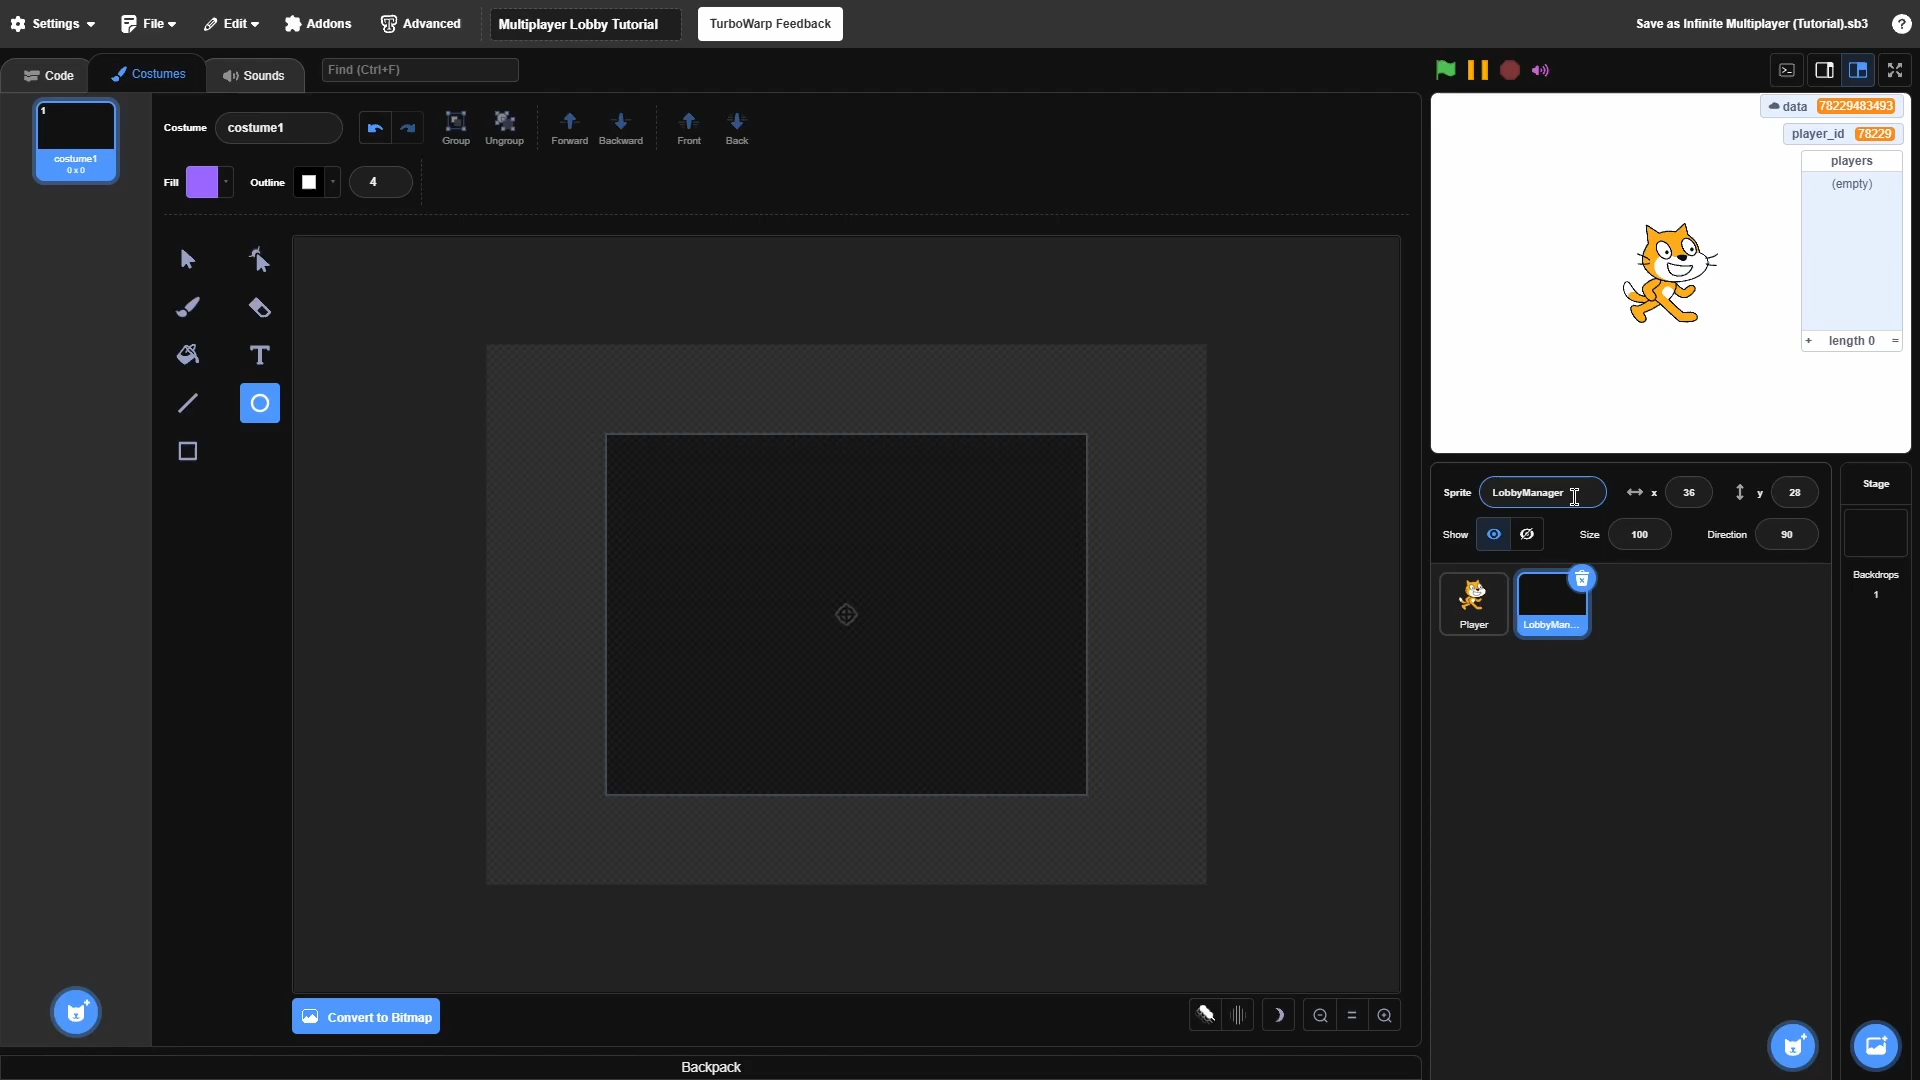 Settings File Edit Addons Advanced Multiplayer Lobby Tutorial TurboWarp Feedback Save as Infinite Multiplayer (Tutorial).sb3 ?
Code Costumes Sounds Find (Ctrl+F)
1
costume1
0 x 0
Costume costume1 Group Ungroup Forward Backward Front Back
Fill Outline 4
Convert to Bitmap
Backpack
data 78229483493
player_id 78229
players
(empty)
+ length 0 =
Sprite LobbyManager x 36 y 28
Show Size 100 Direction 90
Player
LobbyMan...
Stage
Backdrops
1